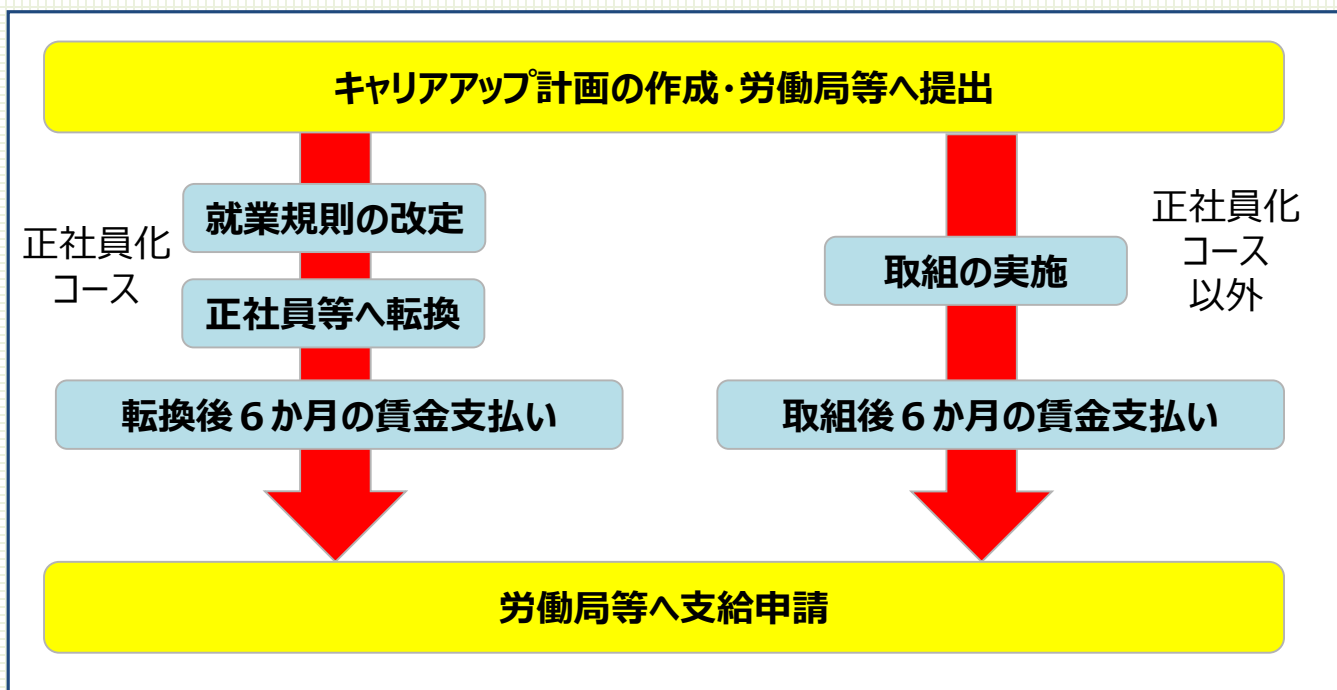 キャリアアップ計画の作成・労働局等へ提出
正社員化
コース
就業規則の改定
正社員等へ転換
転換後６か月の賃金支払い
正社員化
コース
以外
取組の実施
取組後６か月の賃金支払い
労働局等へ支給申請